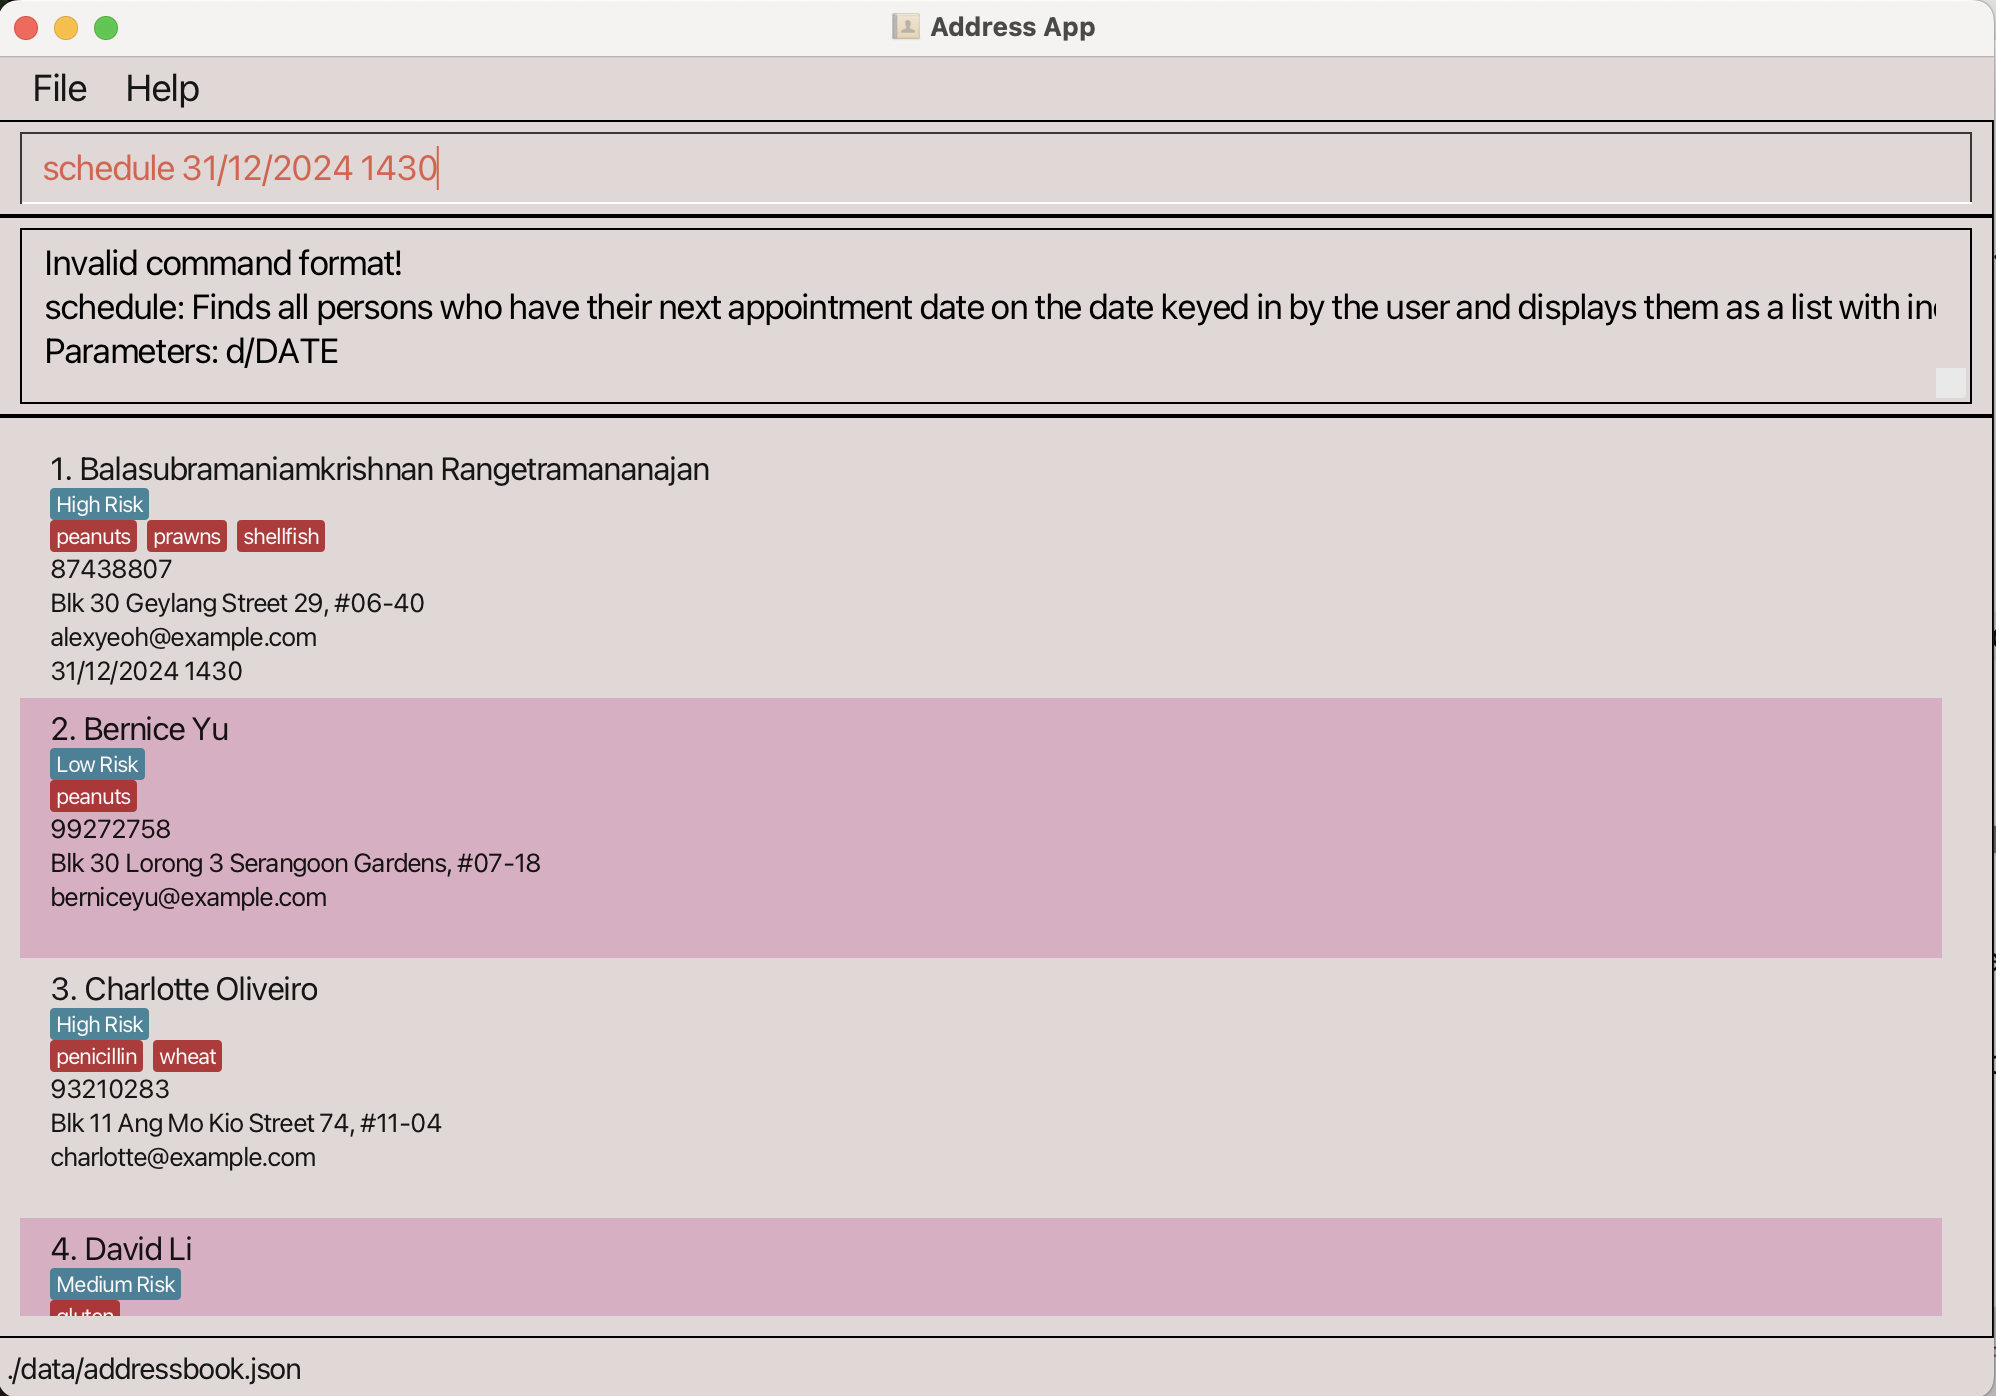 Address App
File Help
schedule 31/12/2024 1430
Invalid command format!
schedule: Finds all persons who have their next appointment date on the date keyed in by the user and displays them as a list with
Parameters: d/DATE
1. Balasubramaniamkrishnan Rangetramananajan
High Risk
peanuts prawns shellfish
87438807
Blk 30 Geylang Street 29, #06-40
alexyeoh@example.com
31/12/2024 1430
2. Bernice Yu
Low Risk
peanuts
99272758
Blk 30 Lorong 3 Serangoon Gardens, #07-18
berniceyu@example.com
3. Charlotte Oliveiro
High Risk
penicillin wheat
93210283
Blk 11 Ang Mo Kio Street 74, #11-04
charlotte@example.com
4. David Li
Medium Risk
gluten
./data/addressbook.json